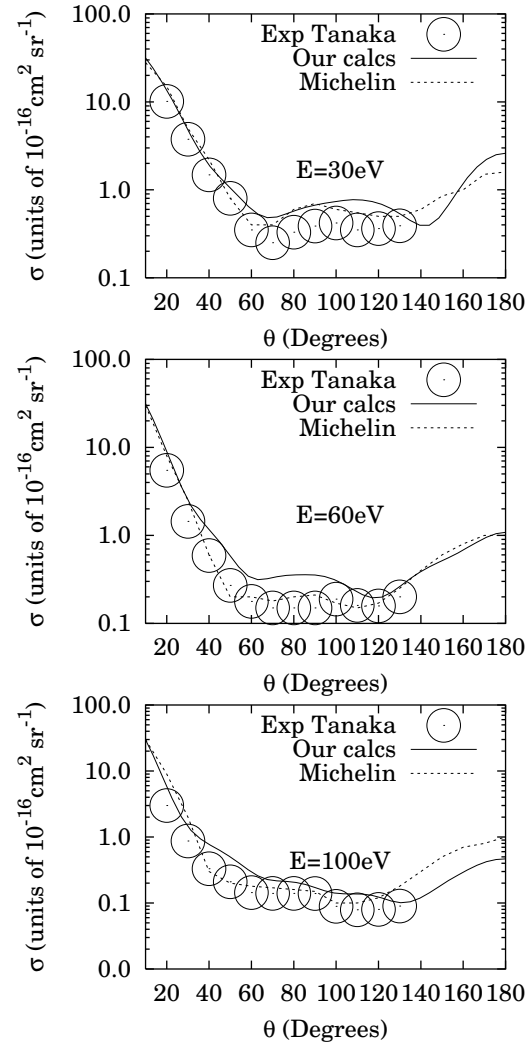 100.0
10.0
1.0
0.1
σ (units of 10-16cm2 sr-1)
Exp Tanaka
Our calcs
Michelin
E=30eV
20 40 60 80 100 120 140 160 180
θ (Degrees)
100.0
10.0
1.0
0.1
σ (units of 10-16cm2 sr-1)
Exp Tanaka
Our calcs
Michelin
E=60eV
20 40 60 80 100 120 140 160 180
θ (Degrees)
100.0
10.0
1.0
0.1
0.0
σ (units of 10-16cm2 sr-1)
Exp Tanaka
Our calcs
Michelin
E=100eV
20 40 60 80 100 120 140 160 180
θ (Degrees)